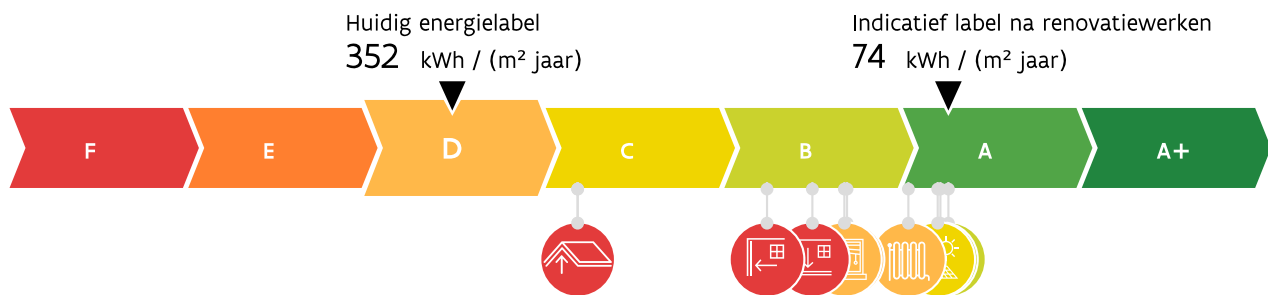 Huidig energielabel
352 kWh / (m² jaar)
Indicatief label na renovatiewerken
74 kWh / (m² jaar)
F E D C B A A+